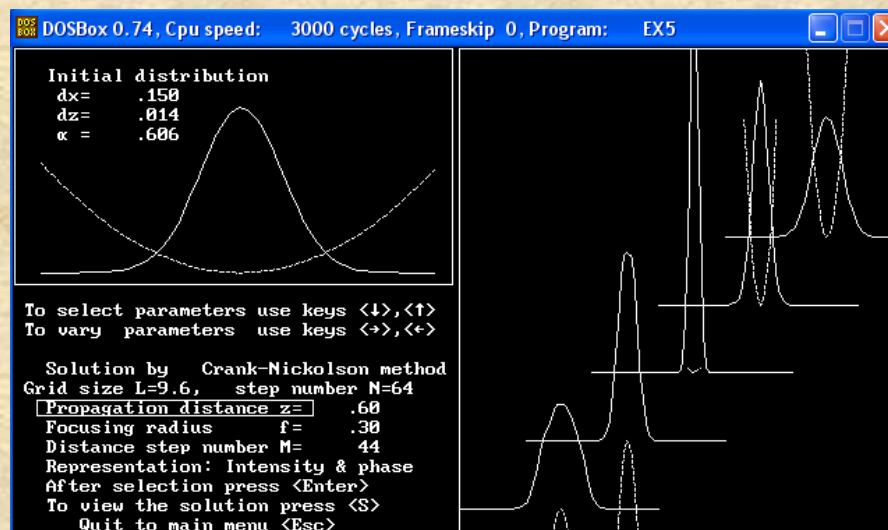 DOSBox 0.74, Cpu speed: 3000 cycles, Frameskip 0, Program: EX5
Initial distribution
dx= .150
dz= .014
α = .606
To select parameters use keys <↓>,<↑>
To vary parameters use keys <→>,<←>
Solution by Crank-Nickolson method
Grid size L=9.6, step number N=64
Propagation distance z= .60
Focusing radius f= .30
Distance step number M= 44
Representation: Intensity & phase
After selection press <Enter>
To view the solution press <S>
Quit to main menu <Esc>